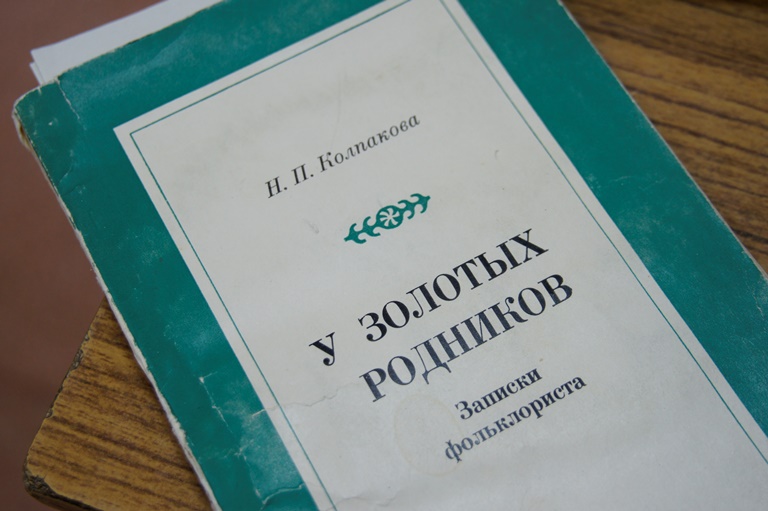 Н. П. Колпакова
У ЗОЛОТЫХ
РОДНИКОВ
Записки
фольклориста